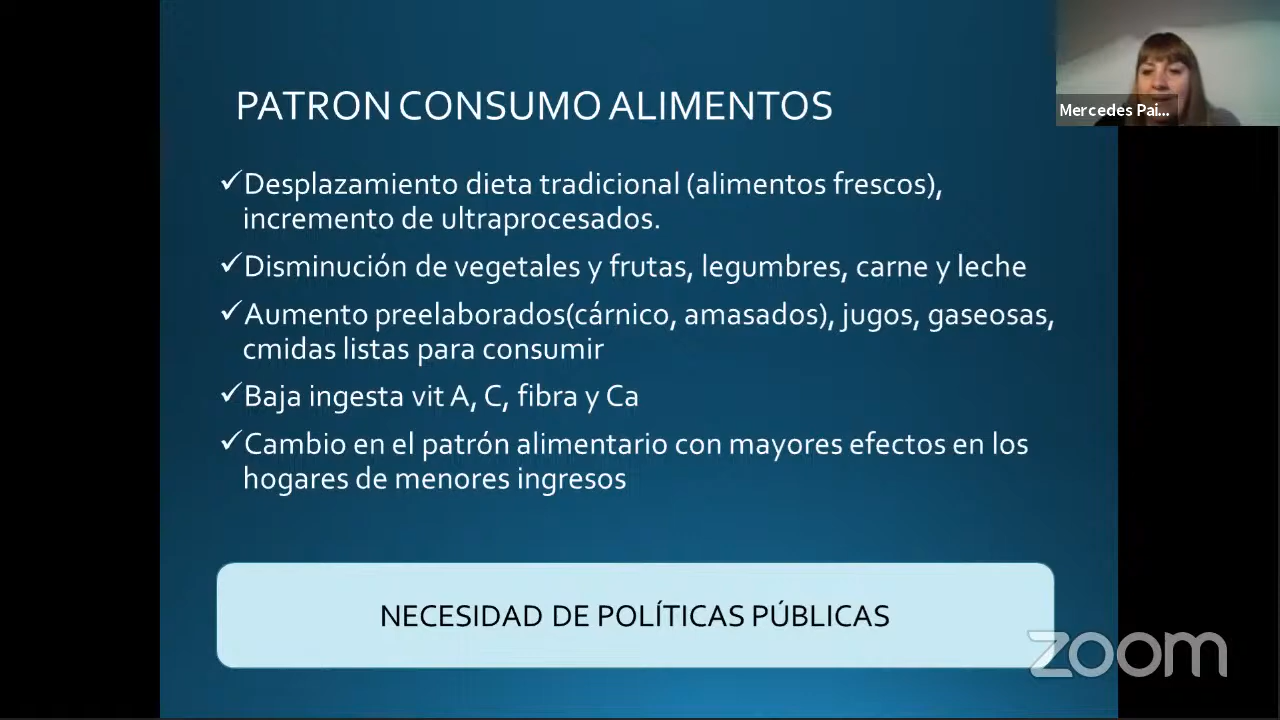 PATRON CONSUMO ALIMENTOS
Mercedes Pai...
✓Desplazamiento dieta tradicional (alimentos frescos),
incremento de ultraprocesados.
✓Disminución de vegetales y frutas, legumbres, carne y leche
✓Aumento preelaborados(cárnico, amasados), jugos, gaseosas,
cmidas listas para consumir
✓Baja ingesta vit A, C, fibra y Ca
✓Cambio en el patrón alimentario con mayores efectos en los
hogares de menores ingresos
NECESIDAD DE POLÍTICAS PÚBLICAS
zoom